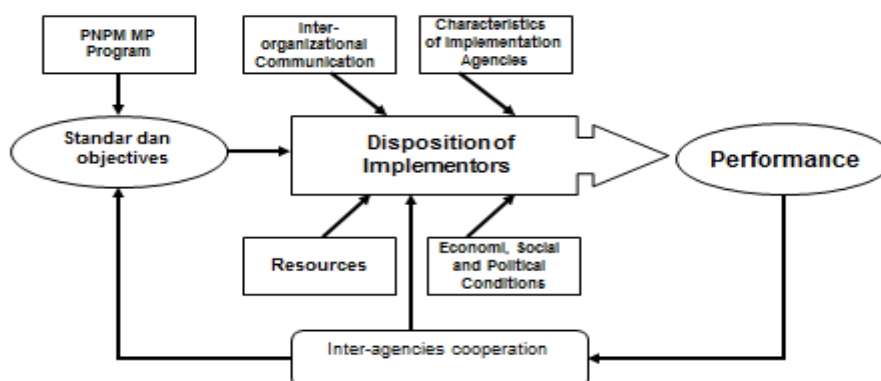 PNPM MP
Program
Inter-
organizational
Communication
Characteristics
of Implementation
Agencies
Standar dan
objectives
Disposition of
Implementors
Performance
Resources
Economi, Social
and Political
Conditions
Inter-agencies cooperation